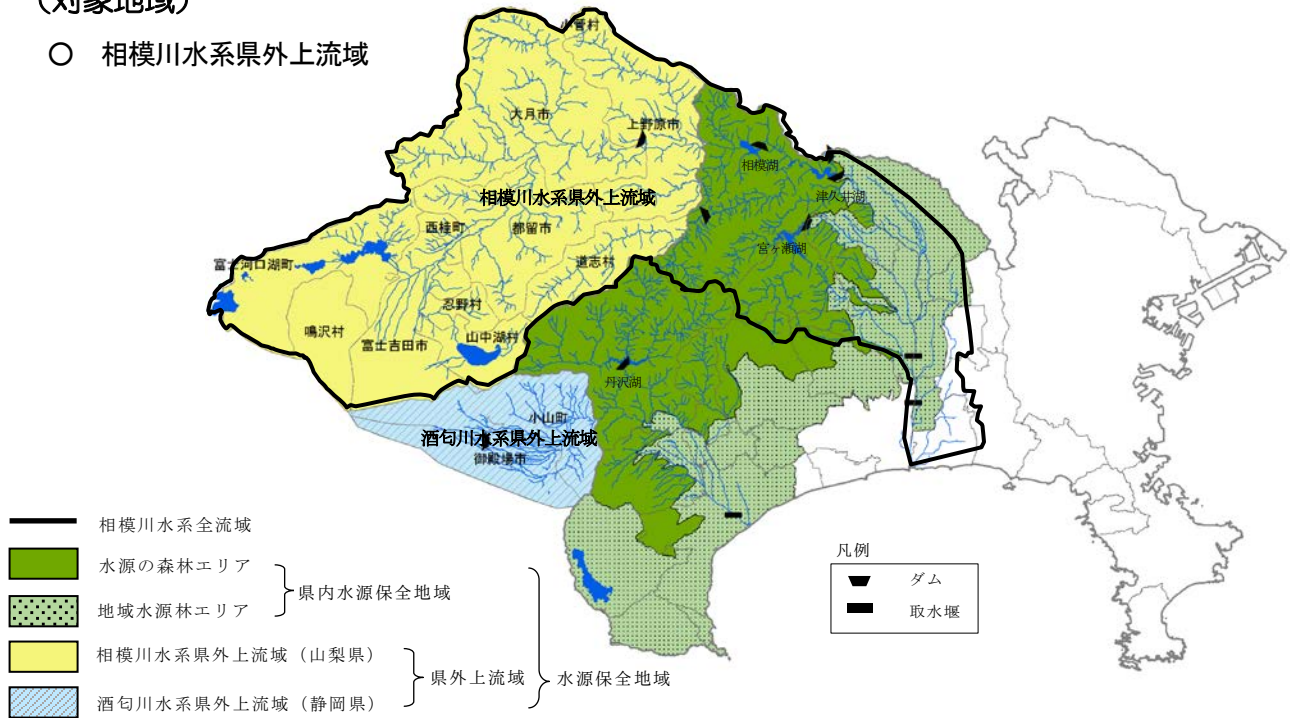 （対象地域）
○ 相模川水系県外上流域
小菅村
大月市
上野原市
相模湖
津久井湖
相模川水系県外上流域
西桂町
都留市
宮ヶ瀬湖
富士河口湖町
道志村
忍野村
鳴沢村
富士吉田市
山中湖村
丹沢湖
小山町
酒匂川水系県外上流域
御殿場市
相模川水系全流域
水源の森林エリア
県内水源保全地域
地域水源林エリア
相模川水系県外上流域（山梨県）
県外上流域
水源保全地域
酒匂川水系県外上流域（静岡県）
凡例
ダム
取水堰